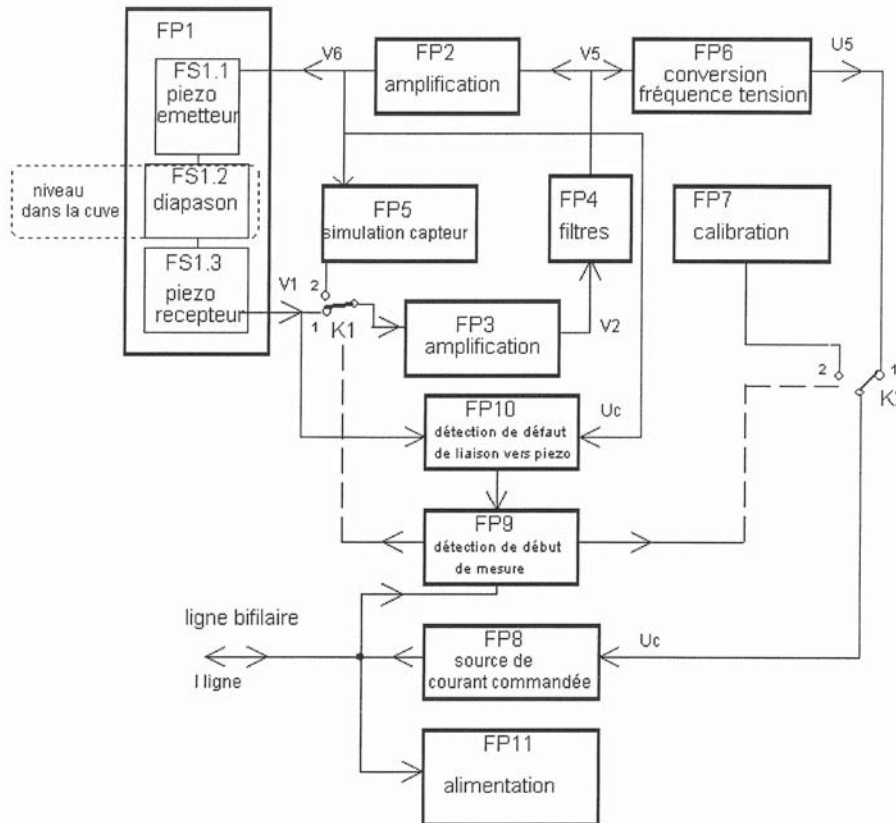 FP1
FS1.1
piezo
emetteur
FS1.2
diapason
niveau
dans la cuve
FS1.3
piezo
recepteur
V6
FP2
amplification
V5
FP6
conversion
fréquence tension
U5
FP5
simulation capteur
FP4
filtres
FP7
calibration
V1
2
1
K1
FP3
amplification
V2
2
1
FP10
détection de défaut
de liaison vers piezo
Uc
FP9
détection de début
de mesure
ligne bifilaire
I ligne
FP8
source de
courant commandée
Uc
FP11
alimentation